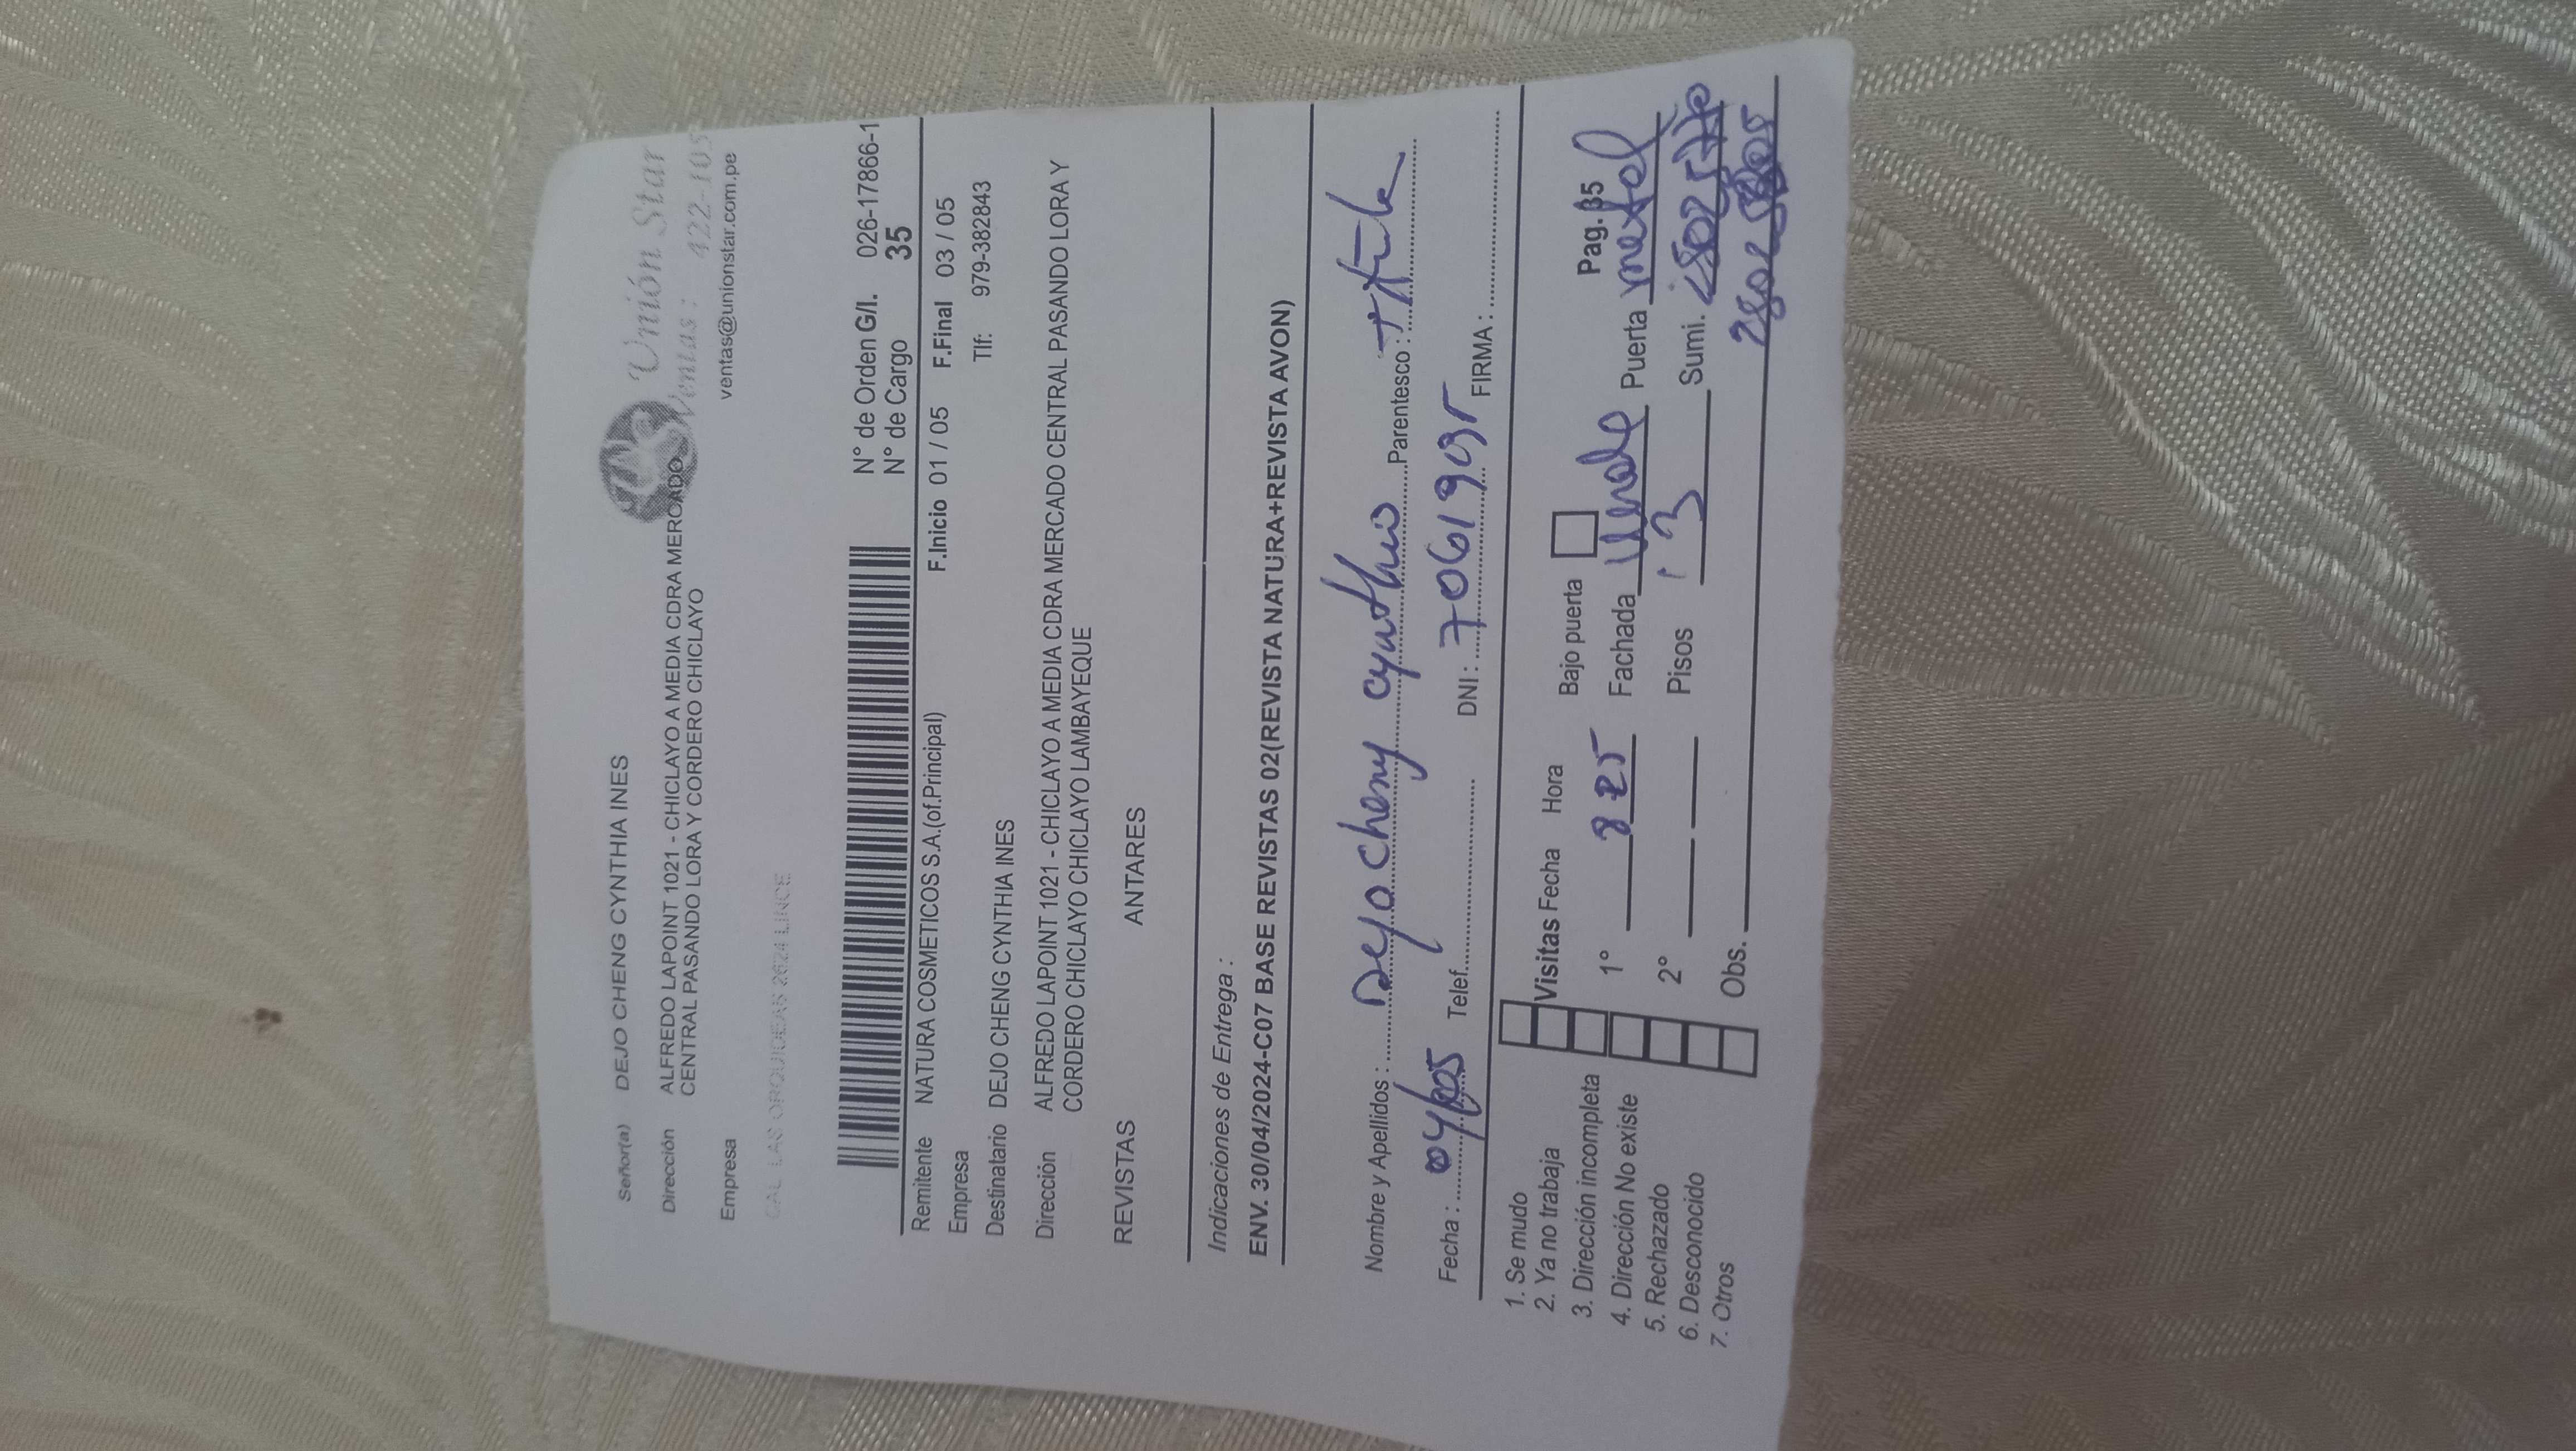 Unión Star
Ventas : 422-105
ventas@unionstar.com.pe
Señor(a) DEJO CHENG CYNTHIA INES
Dirección ALFREDO LAPOINT 1021 - CHICLAYO A MEDIA CDRA MERCADO
CENTRAL PASANDO LORA Y CORDERO CHICLAYO
Empresa
CAL. LAS ORQUIDEAS 2624 LINCE
N° de Orden G/I. 026-17866-1
N° de Cargo 35
Remitente NATURA COSMETICOS S.A.(of.Principal) F.Inicio 01 / 05 F.Final 03 / 05
Empresa Tlf: 979-382843
Destinatario DEJO CHENG CYNTHIA INES
Dirección ALFREDO LAPOINT 1021 - CHICLAYO A MEDIA CDRA MERCADO CENTRAL PASANDO LORA Y
CORDERO CHICLAYO CHICLAYO LAMBAYEQUE
REVISTAS ANTARES
Indicaciones de Entrega :
ENV. 30/04/2024-C07 BASE REVISTAS 02(REVISTA NATURA+REVISTA AVON)
Nombre y Apellidos : Dejo Cheng Cynthia Parentesco :
Fecha : Telef. DNI : FIRMA :
1. Se mudo
2. Ya no trabaja Visitas Fecha Hora Bajo puerta Pag. 35
3. Dirección incompleta 1° 8 25 Fachada Verde Puerta metal
4. Dirección No existe
5. Rechazado 2° Pisos 3 Sumi.
6. Desconocido
7. Otros Obs.